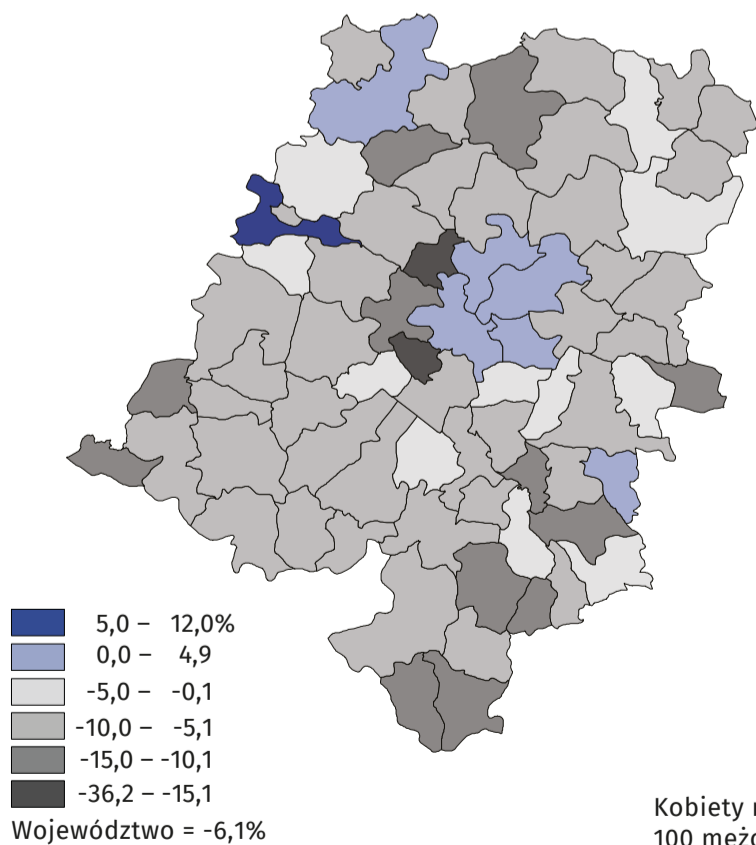 5,0 – 12,0%
0,0 – 4,9
-5,0 – -0,1
-10,0 – -5,1
-15,0 – -10,1
-36,2 – -15,1
Województwo = -6,1%
Kobiety
100